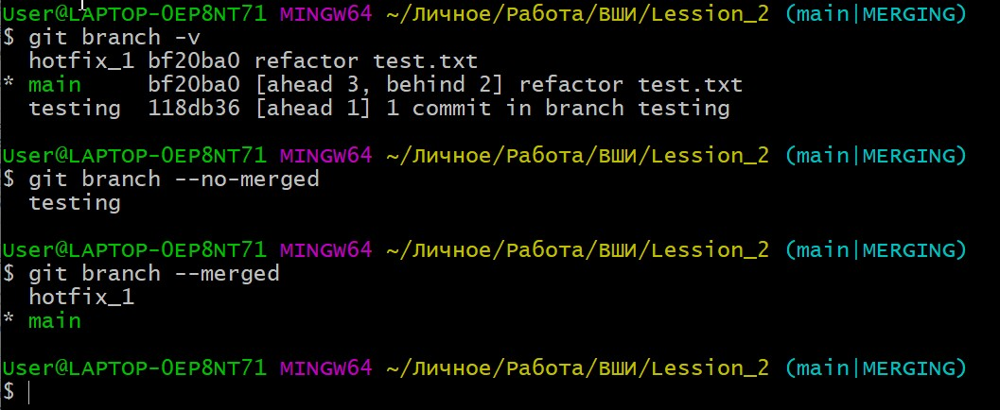 User@LAPTOP-0EP8NT71 MINGW64 ~/Личное/Работа/ВШИ/Lession_2 (main|MERGING)
$ git branch -v
  hotfix_1 bf20ba0 refactor test.txt
* main     bf20ba0 [ahead 3, behind 2] refactor test.txt
  testing  118db36 [ahead 1] 1 commit in branch testing
User@LAPTOP-0EP8NT71 MINGW64 ~/Личное/Работа/ВШИ/Lession_2 (main|MERGING)
$ git branch --no-merged
  testing
User@LAPTOP-0EP8NT71 MINGW64 ~/Личное/Работа/ВШИ/Lession_2 (main|MERGING)
$ git branch --merged
  hotfix_1
* main
User@LAPTOP-0EP8NT71 MINGW64 ~/Личное/Работа/ВШИ/Lession_2 (main|MERGING)
$